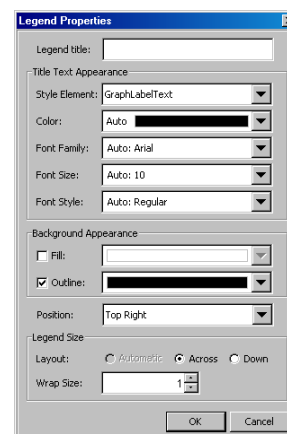 Legend Properties
Legend title:
Title Text Appearance
Style Element: GraphLabelText
Color: Auto
Font Family: Auto: Arial
Font Size: Auto: 10
Font Style: Auto: Regular
Background Appearance
Fill:
Outline:
Position: Top Right
Legend Size
Layout: Automatic Across Down
Wrap Size: 1
OK Cancel